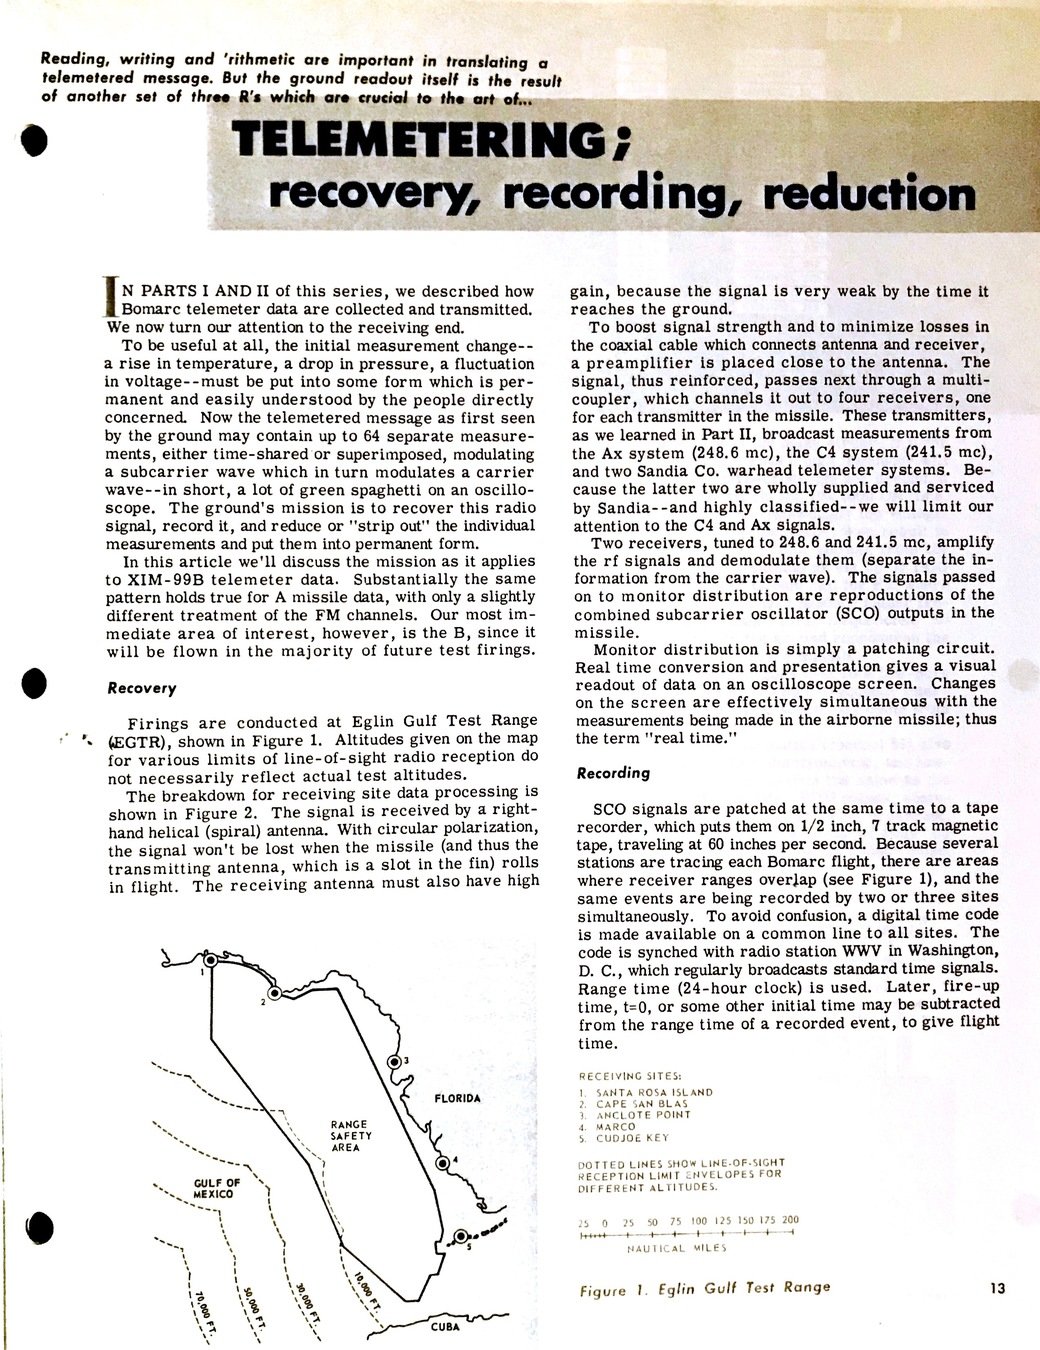 Reading, writing and 'rithmetic are important in translating a
telemetered message. But the ground readout itself is the result
of another set of three R's which are crucial to the art of...
TELEMETERING;
recovery, recording, reduction
IN PARTS I AND II of this series, we described how
Bomarc telemeter data are collected and transmitted.
We now turn our attention to the receiving end.
To be useful at all, the initial measurement change--
a rise in temperature, a drop in pressure, a fluctuation
in voltage--must be put into some form which is per-
manent and easily understood by the people directly
concerned. Now the telemetered message as first seen
by the ground may contain up to 64 separate measure-
ments, either time-shared or superimposed, modulating
a subcarrier wave which in turn modulates a carrier
wave--in short, a lot of green spaghetti on an oscillo-
scope. The ground's mission is to recover this radio
signal, record it, and reduce or "strip out" the individual
measurements and put them into permanent form.
In this article we'll discuss the mission as it applies
to XIM-99B telemeter data. Substantially the same
pattern holds true for A missile data, with only a slightly
different treatment of the FM channels. Our most im-
mediate area of interest, however, is the B, since it
will be flown in the majority of future test firings.
Recovery
Firings are conducted at Eglin Gulf Test Range
(EGTR), shown in Figure 1. Altitudes given on the map
for various limits of line-of-sight radio reception do
not necessarily reflect actual test altitudes.
The breakdown for receiving site data processing is
shown in Figure 2. The signal is received by a right-
hand helical (spiral) antenna. With circular polarization,
the signal won't be lost when the missile (and thus the
transmitting antenna, which is a slot in the fin) rolls
in flight. The receiving antenna must also have high
gain, because the signal is very weak by the time it
reaches the ground.
To boost signal strength and to minimize losses in
the coaxial cable which connects antenna and receiver,
a preamplifier is placed close to the antenna. The
signal, thus reinforced, passes next through a multi-
coupler, which channels it out to four receivers, one
for each transmitter in the missile. These transmitters,
as we learned in Part II, broadcast measurements from
the Ax system (248.6 mc), the C4 system (241.5 mc),
and two Sandia Co. warhead telemeter systems. Be-
cause the latter two are wholly supplied and serviced
by Sandia--and highly classified--we will limit our
attention to the C4 and Ax signals.
Two receivers, tuned to 248.6 and 241.5 mc, amplify
the rf signals and demodulate them (separate the in-
formation from the carrier wave). The signals passed
on to monitor distribution are reproductions of the
combined subcarrier oscillator (SCO) outputs in the
missile.
Monitor distribution is simply a patching circuit.
Real time conversion and presentation gives a visual
readout of data on an oscilloscope screen. Changes
on the screen are effectively simultaneous with the
measurements being made in the airborne missile; thus
the term "real time."
Recording
SCO signals are patched at the same time to a tape
recorder, which puts them on 1/2 inch, 7 track magnetic
tape, traveling at 60 inches per second. Because several
stations are tracing each Bomarc flight, there are areas
where receiver ranges overlap (see Figure 1), and the
same events are being recorded by two or three sites
simultaneously. To avoid confusion, a digital time code
is made available on a common line to all sites. The
code is synched with radio station WWV in Washington,
D. C., which regularly broadcasts standard time signals.
Range time (24-hour clock) is used. Later, fire-up
time, t=0, or some other initial time may be subtracted
from the range time of a recorded event, to give flight
time.
1
2
3
4
5
FLORIDA
RANGE
SAFETY
AREA
GULF OF
MEXICO
70,000 FT.
50,000 FT.
30,000 FT.
10,000 FT.
CUBA
RECEIVING SITES:
1. SANTA ROSA ISLAND
2. CAPE SAN BLAS
3. ANCLOTE POINT
4. MARCO
5. CUDJOE KEY
DOTTED LINES SHOW LINE-OF-SIGHT
RECEPTION LIMIT ENVELOPES FOR
DIFFERENT ALTITUDES.
25 0 25 50 75 100 125 150 175 200
NAUTICAL MILES
Figure 1. Eglin Gulf Test Range
13